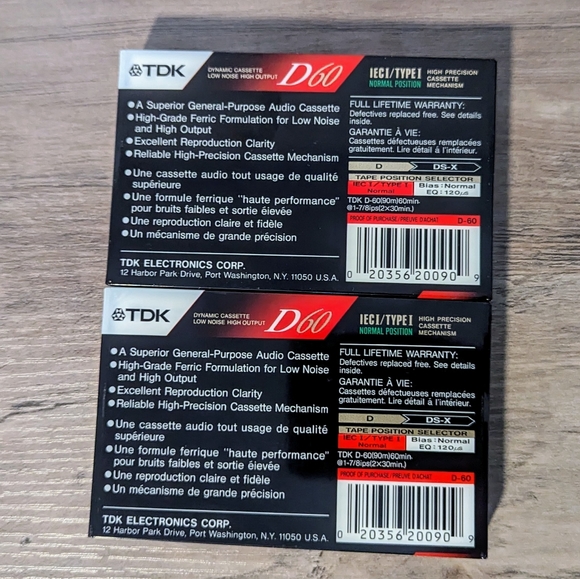 TDK
DYNAMIC CASSETTE
LOW NOISE HIGH OUTPUT
D60
IEC I/TYPE I
NORMAL POSITION
HIGH PRECISION
CASSETTE
MECHANISM
●A Superior General-Purpose Audio Cassette
●High-Grade Ferric Formulation for Low Noise
and High Output
●Excellent Reproduction Clarity
●Reliable High-Precision Cassette Mechanism
●Une cassette audio tout usage de qualité
supérieure
●Une formule ferrique "haute performance"
pour bruits faibles et sortie éievée
●Une reproduction claire et fidèle
●Un mécanisme de grande précision
TDK ELECTRONICS CORP.
12 Harbor Park Drive, Port Washington, N.Y. 11050 U.S.A.
FULL LIFETIME WARRANTY:
Defectives replaced free. See details
inside.
GARANTIE À VIE:
Cassettes défectueuses remplacées
gratuitement. Lire détail à l'intérieur.
D DS-X
TAPE POSITION SELECTOR
IEC I/TYPE I
Normal
Bias:Normal
EQ:120µs
TDK D-60(90m)60min.
@1-7/8ips(2×30min.)
PROOF OF PURCHASE/PREUVE D'ACHAT D-60
0 20356 20090 9
TDK
DYNAMIC CASSETTE
LOW NOISE HIGH OUTPUT
D60
IEC I/TYPE I
NORMAL POSITION
HIGH PRECISION
CASSETTE
MECHANISM
●A Superior General-Purpose Audio Cassette
●High-Grade Ferric Formulation for Low Noise
and High Output
●Excellent Reproduction Clarity
●Reliable High-Precision Cassette Mechanism
●Une cassette audio tout usage de qualité
supérieure
●Une formule ferrique "haute performance"
pour bruits faibles et sortie éievée
●Une reproduction claire et fidèle
●Un mécanisme de grande précision
TDK ELECTRONICS CORP.
12 Harbor Park Drive, Port Washington, N.Y. 11050 U.S.A.
FULL LIFETIME WARRANTY:
Defectives replaced free. See details
inside.
GARANTIE À VIE:
Cassettes défectueuses remplacées
gratuitement. Lire détail à l'intérieur.
D DS-X
TAPE POSITION SELECTOR
IEC I/TYPE I
Normal
Bias:Normal
EQ:120µs
TDK D-60(90m)60min.
@1-7/8ips(2×30min.)
PROOF OF PURCHASE/PREUVE D'ACHAT D-60
0 20356 20090 9